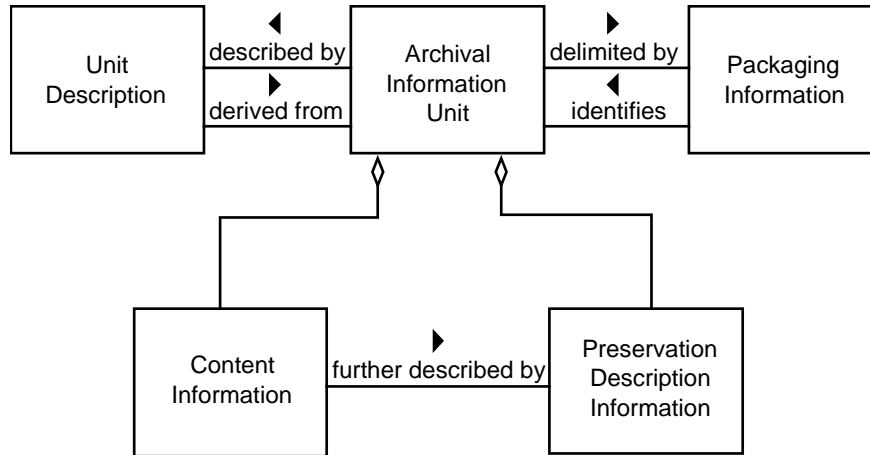 Unit
Description
described by
derived from
Archival
Information
Unit
delimited by
identifies
Packaging
Information
Content
Information
further described by
Preservation
Description
Information